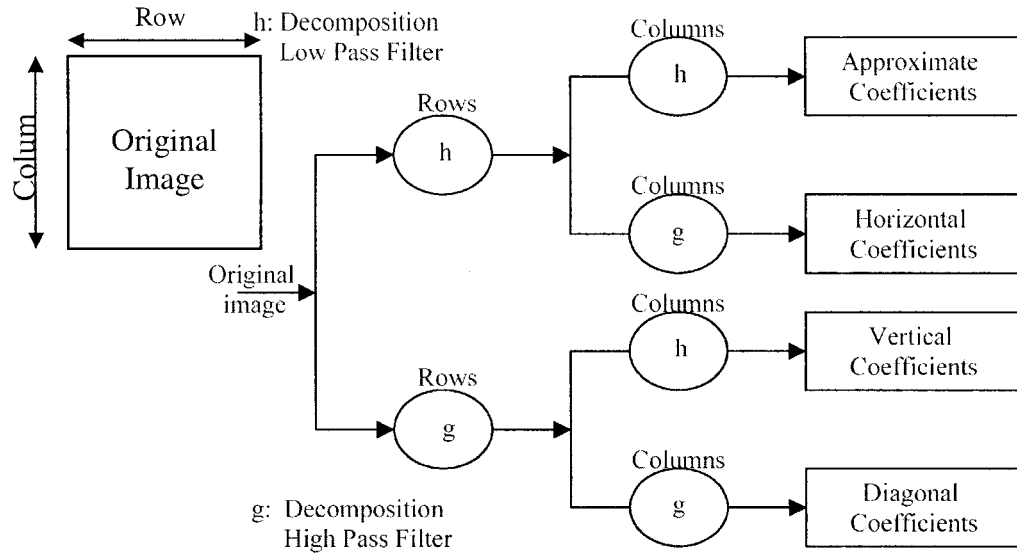 Row
Colum
Original
Image
h: Decomposition
Low Pass Filter
Original
image
Rows
h
Rows
g
g: Decomposition
High Pass Filter
Columns
h
Approximate
Coefficients
Columns
g
Horizontal
Coefficients
Columns
h
Vertical
Coefficients
Columns
g
Diagonal
Coefficients